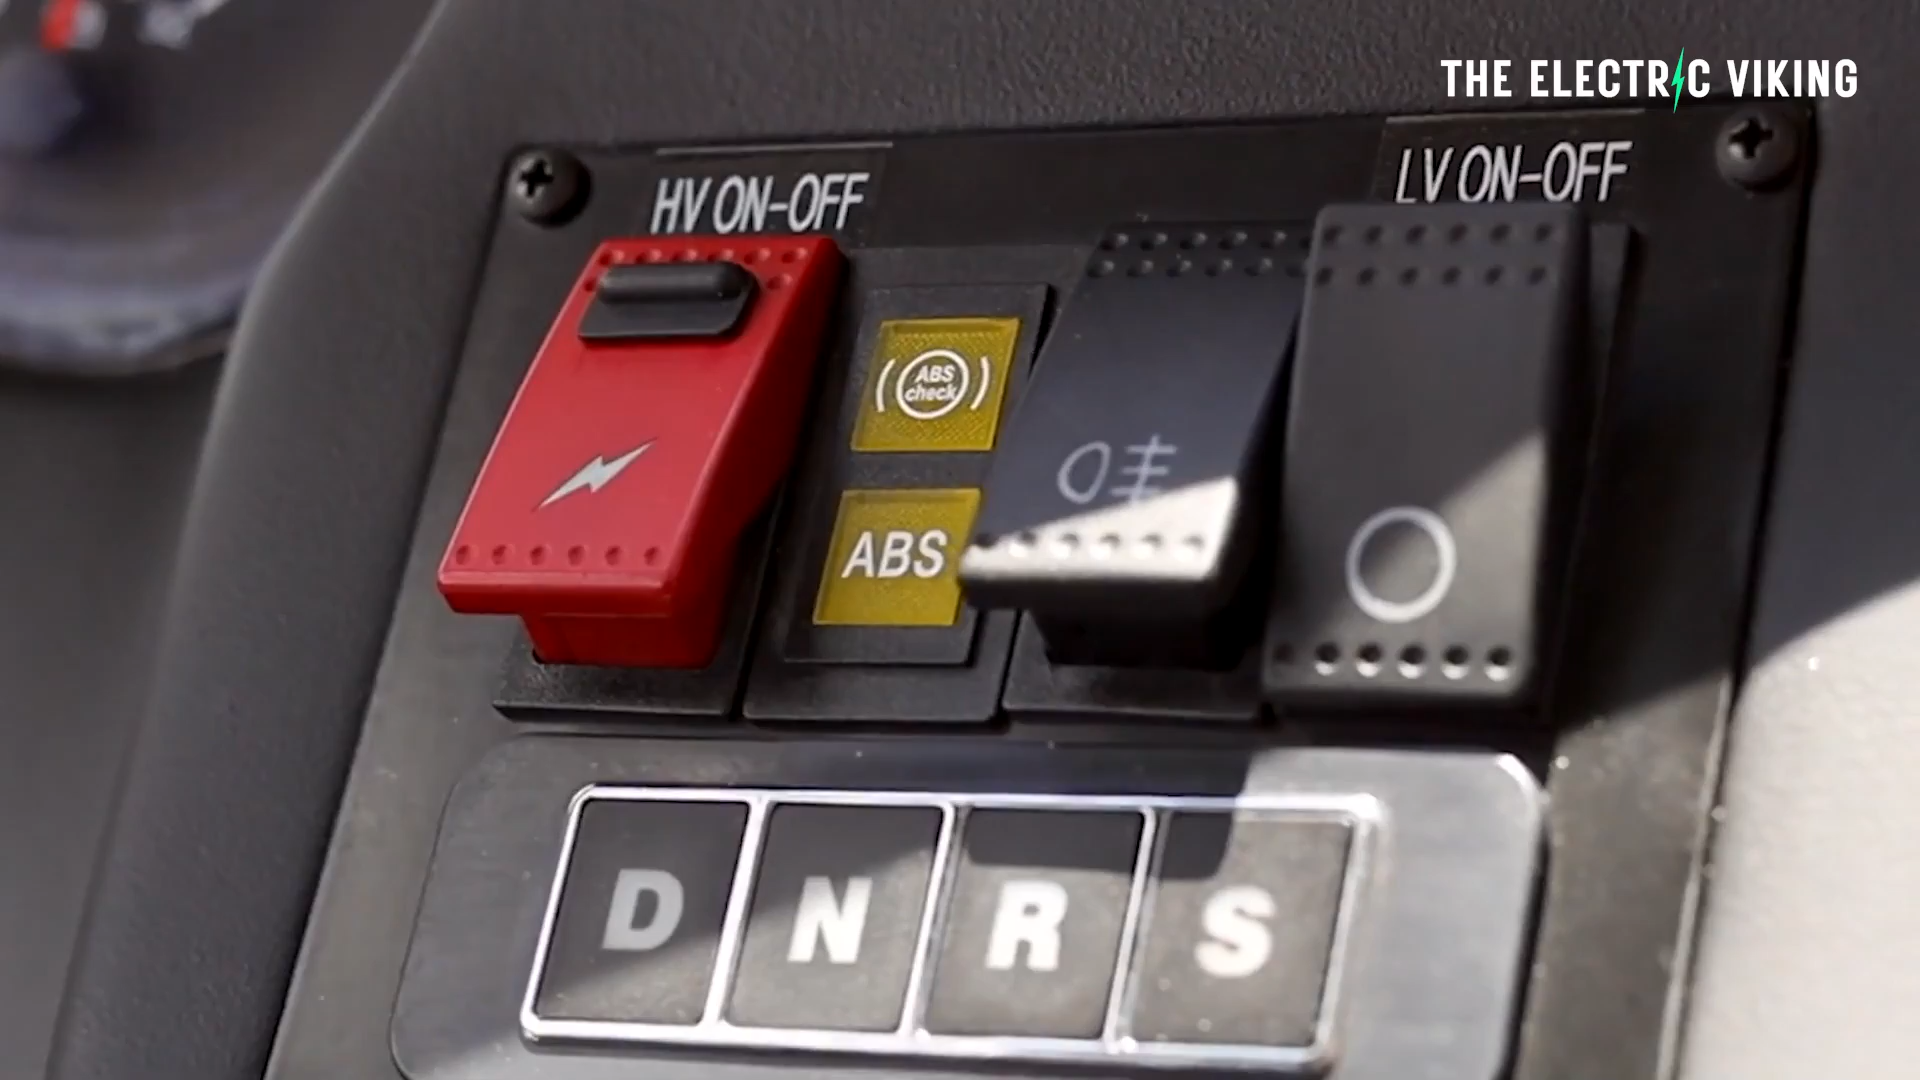 THE ELECTRIC VIKING
HV ON-OFF
LV ON-OFF
ABS
check
ABS
D N R S